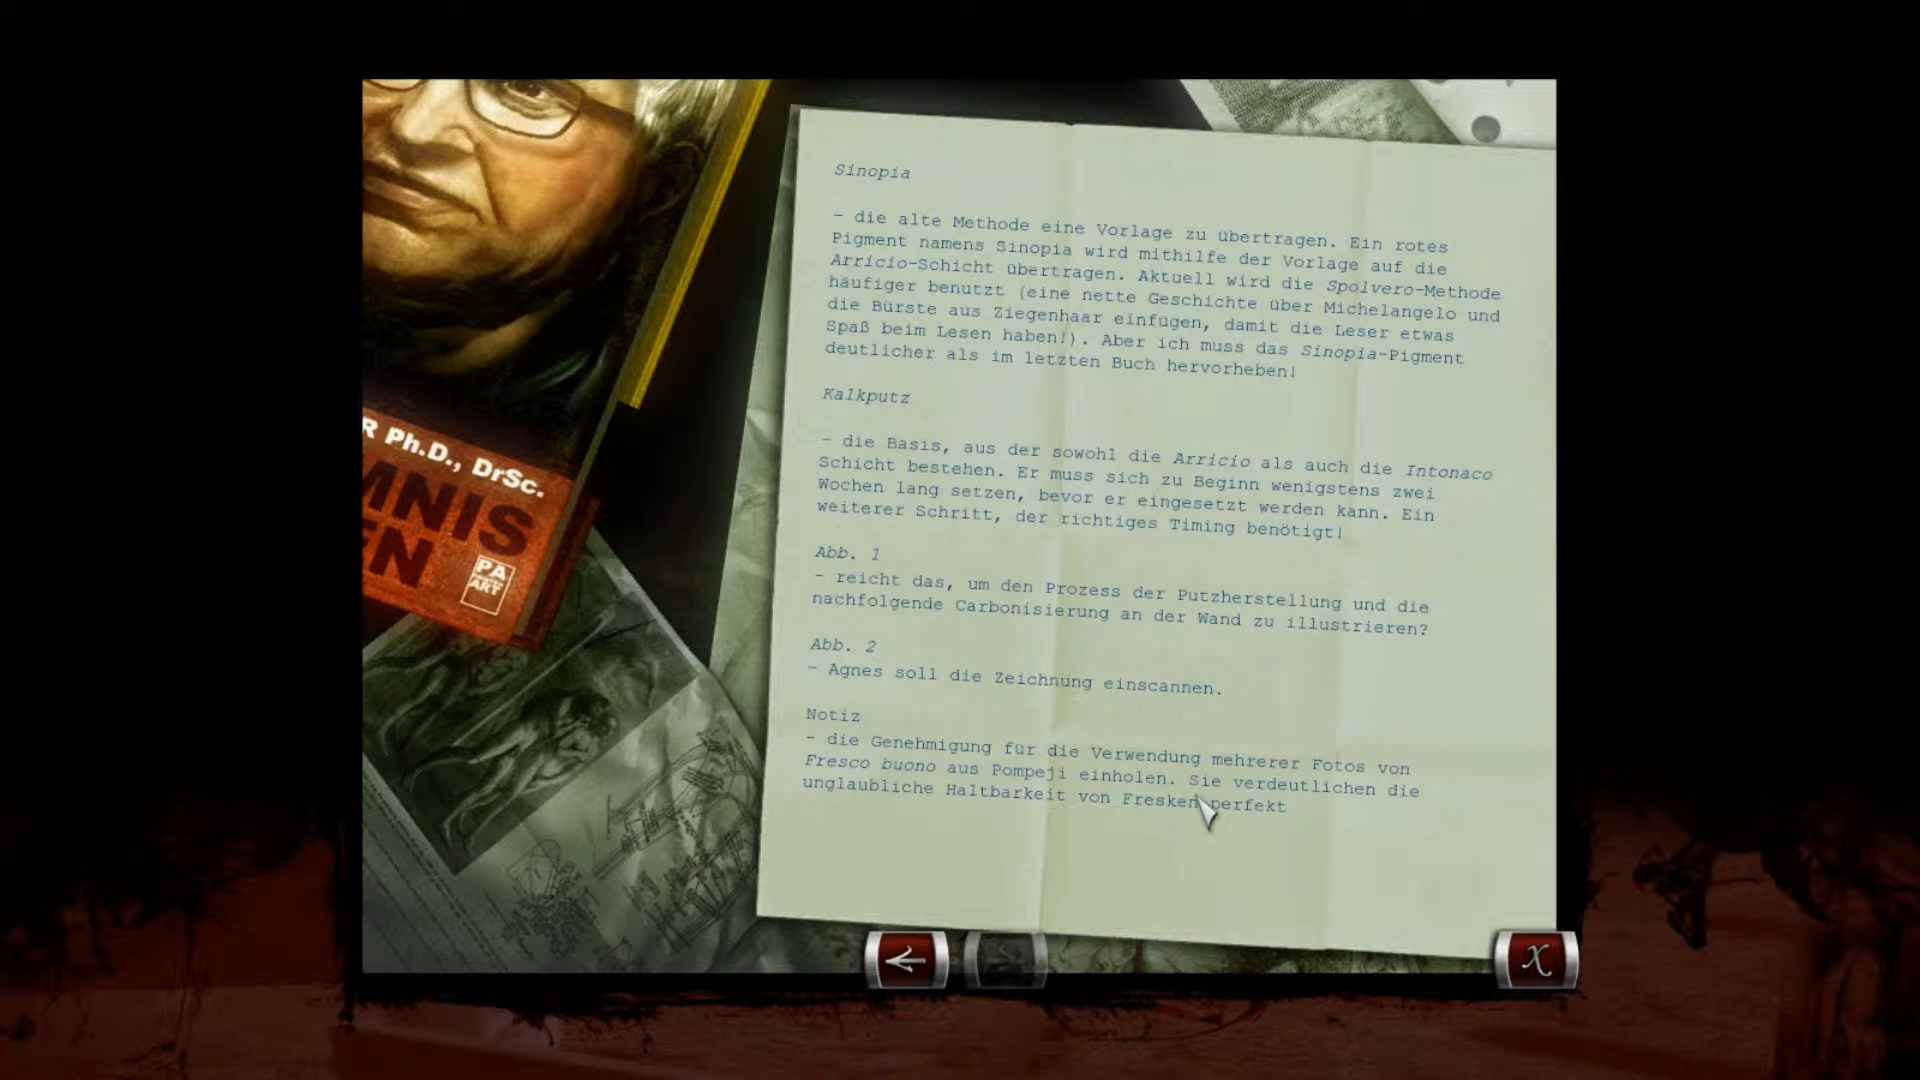 Sinopia
- die alte Methode eine Vorlage zu übertragen. Ein rotes
Pigment namens Sinopia wird mithilfe der Vorlage auf die
Arricio-Schicht übertragen. Aktuell wird die Spolvero-Methode
häufiger benutzt (eine nette Geschichte über Michelangelo und
die Bürste aus Ziegenhaar einfügen, damit die Leser etwas
Spaß beim Lesen haben!). Aber ich muss das Sinopia-Pigment
deutlicher als im letzten Buch hervorheben!
Kalkputz
- die Basis, aus der sowohl die Arricio als auch die Intonaco
Schicht bestehen. Er muss sich zu Beginn wenigstens zwei
Wochen lang setzen, bevor er eingesetzt werden kann. Ein
weiterer Schritt, der richtiges Timing benötigt!
Abb. 1
- reicht das, um den Prozess der Putzherstellung und die
nachfolgende Carbonisierung an der Wand zu illustrieren?
Abb. 2
- Agnes soll die Zeichnung einscannen.
Notiz
- die Genehmigung für die Verwendung mehrerer Fotos von
Fresco buono aus Pompeji einholen. Sie verdeutlichen die
unglaubliche Haltbarkeit von Fresken perfekt
R Ph.D., DrSc.
MNIS
EN
PA
ART
X